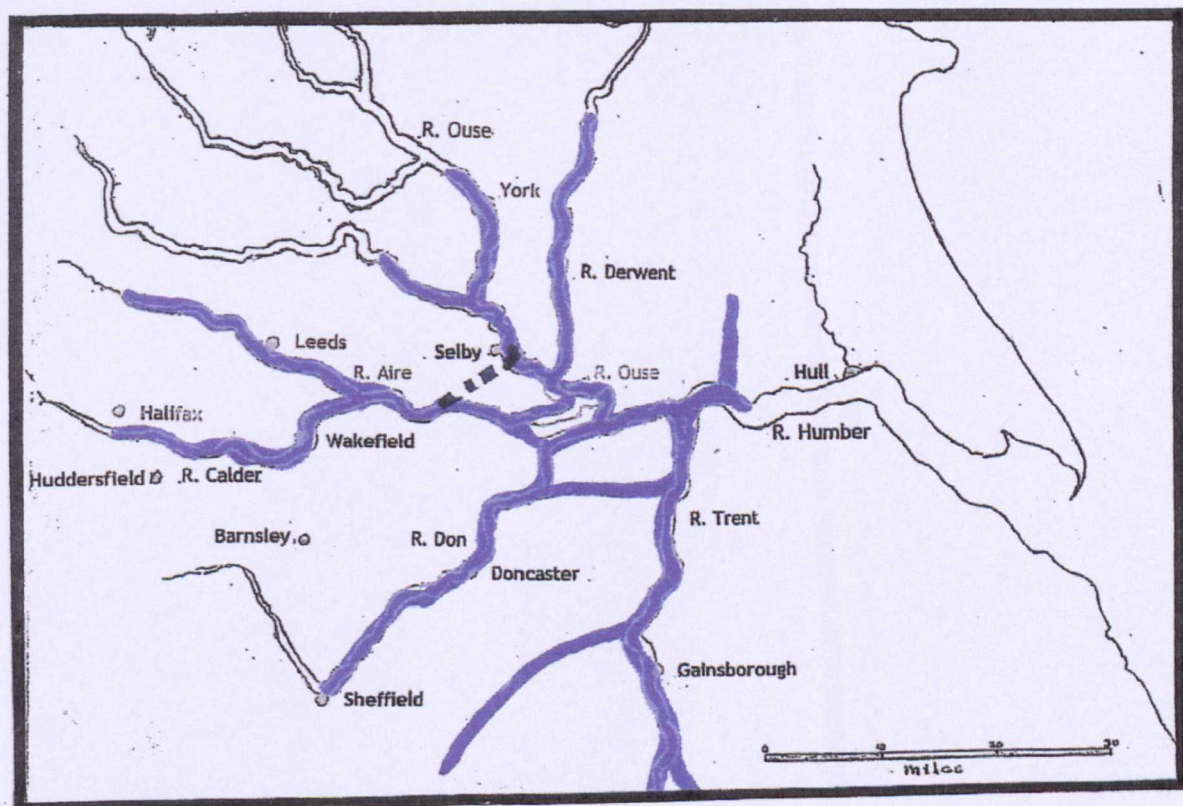 R. Ouse
York
R. Derwent
Leeds
Selby
R. Aire
R. Ouse
Hull
Halifax
Wakefield
R. Humber
Huddersfield
R. Calder
R. Trent
Barnsley
R. Don
Doncaster
Gainsborough
Sheffield
0
miles